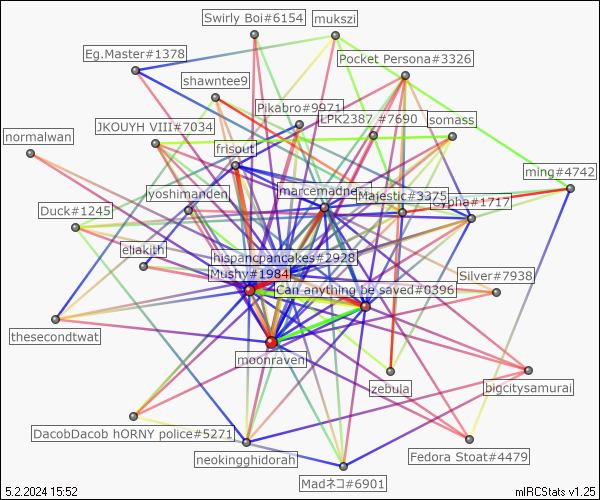 Swirly Boi#6154
mukszi
Eg.Master#1378
Pocket Persona#3326
shawntee9
Pikabro#9971
LPK2387_#7690
somass
JKOUYH VIII#7034
normalwan
frisout
ming#4742
yoshimanden
marcemadne
Majestic#3375
Cypha#1717
Duck#1245
eliakith
hispancpancakes#2928
Mushy#1984
Can anything be saved#0396
Silver#7938
thesecondtwat
moonraven
zebula
bigcitysamurai
DacobDacob hORNY police#5271
neokingghidorah
Fedora Stoat#4479
Madネコ#6901
5.2.2024 15:52
mIRCStats v1.25